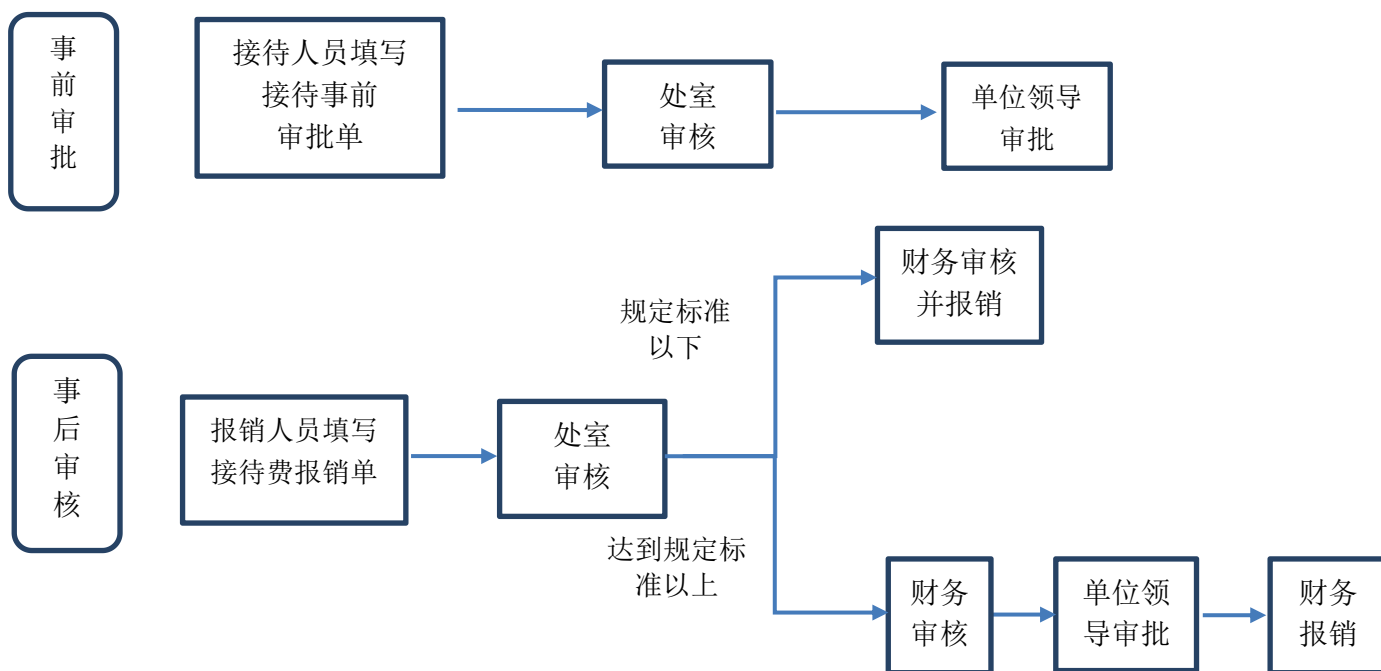 事
前
审
批
接待人员填写
接待事前
审批单
处室
审核
单位领导
审批
财务审核
并报销
规定标准
以下
事
后
审
核
报销人员填写
接待费报销单
处室
审核
达到规定标
准以上
财务
审核
单位领
导审批
财务
报销